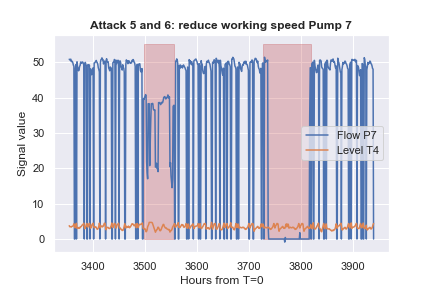 Attack 5 and 6: reduce working speed Pump 7
Signal value
50
40
30
20
10
0
Flow P7
Level T4
3400 3500 3600 3700 3800 3900
Hours from T=0